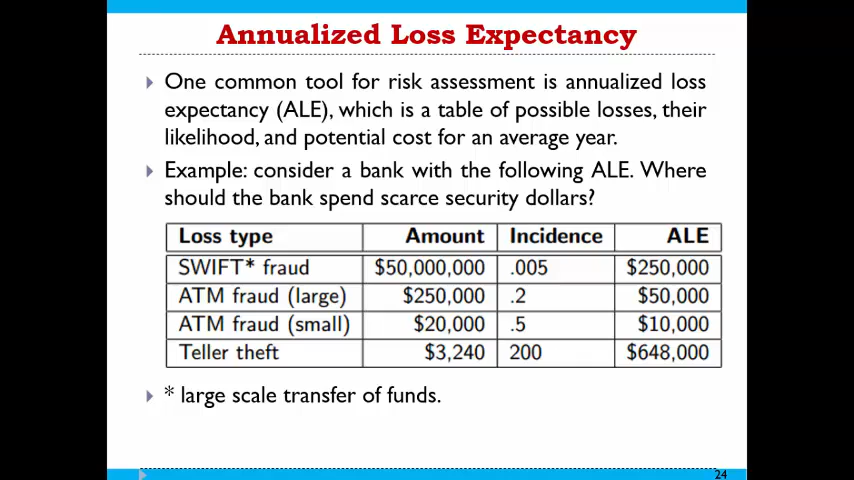 Annualized Loss Expectancy
One common tool for risk assessment is annualized loss
expectancy (ALE), which is a table of possible losses, their
likelihood, and potential cost for an average year.
Example: consider a bank with the following ALE. Where
should the bank spend scarce security dollars?
Loss type Amount Incidence ALE
SWIFT* fraud $50,000,000 .005 $250,000
ATM fraud (large) $250,000 .2 $50,000
ATM fraud (small) $20,000 .5 $10,000
Teller theft $3,240 200 $648,000
* large scale transfer of funds.
24